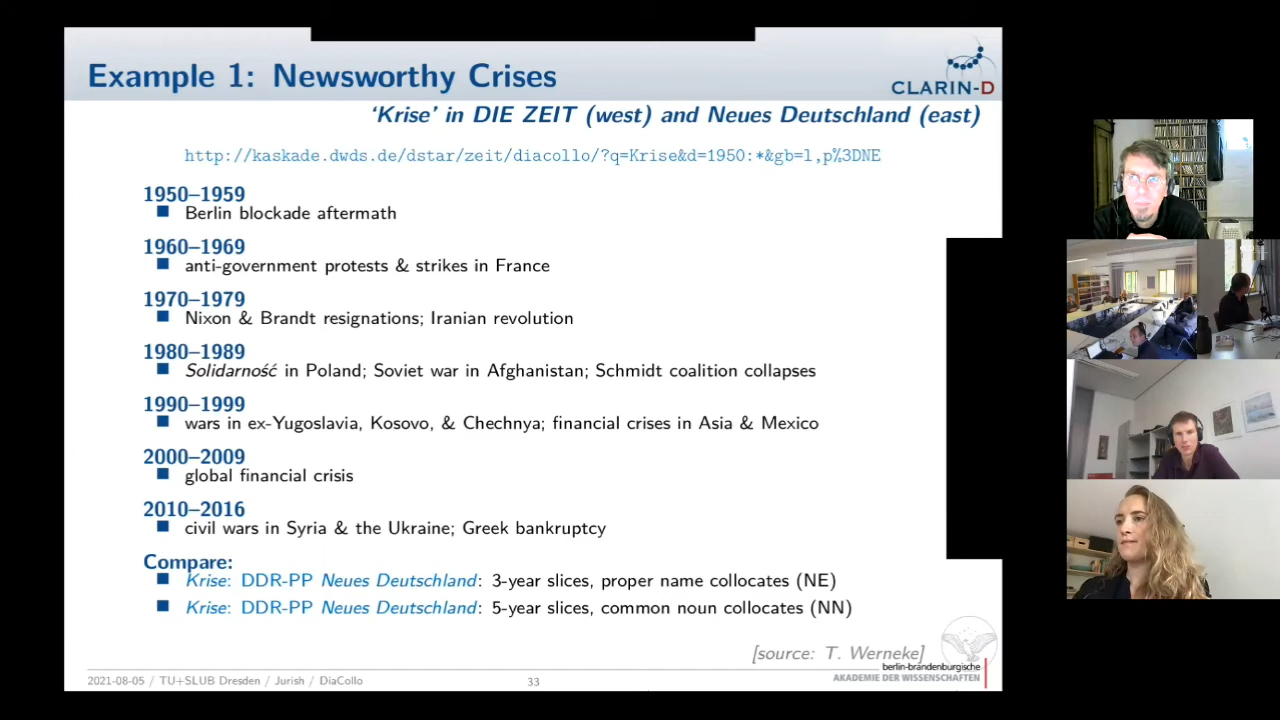 Example 1: Newsworthy Crises
CLARIN-D
‘Krise’ in DIE ZEIT (west) and Neues Deutschland (east)
http://kaskade.dwds.de/dstar/zeit/diacollo/?q=Krise&d=1950:*&gb=l,p%3DNE
1950–1959
Berlin blockade aftermath
1960–1969
anti-government protests & strikes in France
1970–1979
Nixon & Brandt resignations; Iranian revolution
1980–1989
Solidarność in Poland; Soviet war in Afghanistan; Schmidt coalition collapses
1990–1999
wars in ex-Yugoslavia, Kosovo, & Chechnya; financial crises in Asia & Mexico
2000–2009
global financial crisis
2010–2016
civil wars in Syria & the Ukraine; Greek bankruptcy
Compare:
Krise: DDR-PP Neues Deutschland: 3-year slices, proper name collocates (NE)
Krise: DDR-PP Neues Deutschland: 5-year slices, common noun collocates (NN)
[source: T. Werneke]
berlin-brandenburgische
AKADEMIE DER WISSENSCHAFTEN
2021-08-05 / TU+SLUB Dresden / Jurish / DiaCollo
33